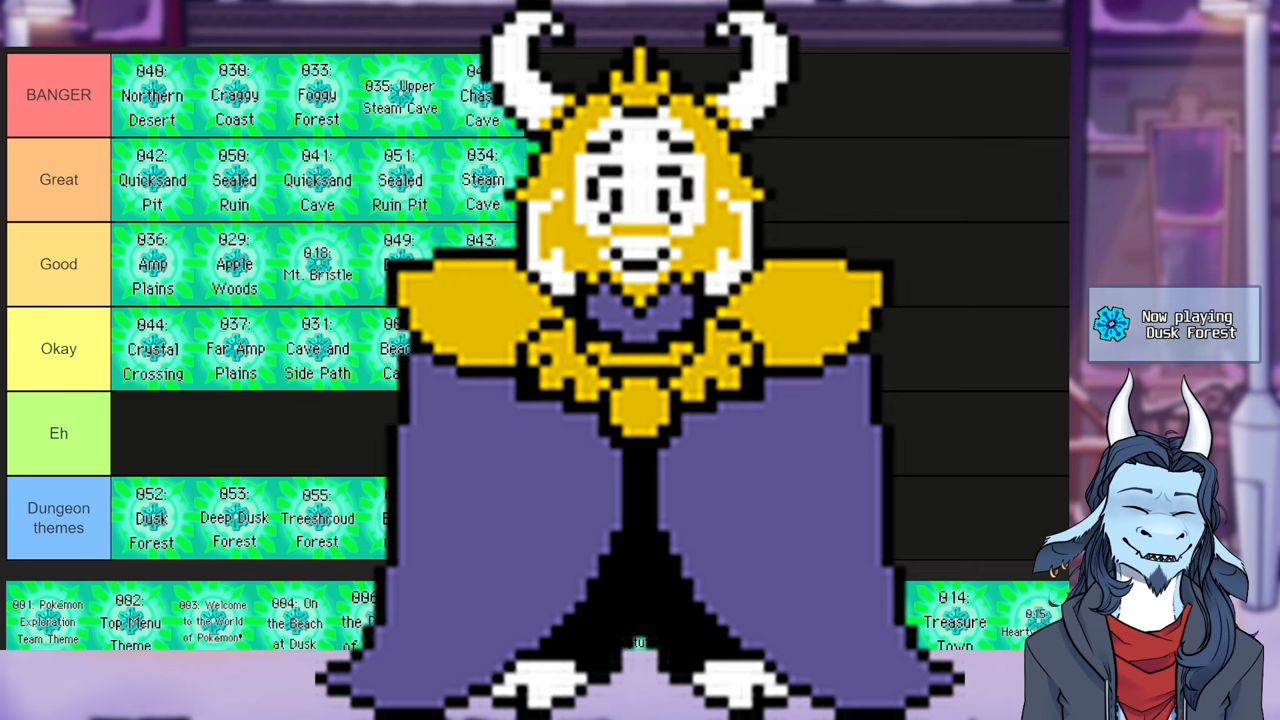 BANGER
048:
Northern
Desert
038:
Craggy
Coast
033:
Foggy
Forest
035: Upper
Steam Cave
Cave
Great
042:
Quicksand
Pit
050:
Sealed
Ruin
041:
Quicksand
Cave
051:
Sealed
Ruin Pit
034:
Steam
Cave
Good
036:
Amp
Plains
029:
Apple
Woods
018:
Mt. Bristle
049:
043:
Okay
044:
Crystal
Crossing
037:
Far Amp
Plains
031:
Cave and
Side Path
Eh
Dungeon
themes
052:
Dusk
Forest
053:
Deep Dusk
Forest
055:
Treeshroud
Forest
001: Pokémon
Exploration
Team Theme
002:
Top Menu
Theme
003: Welcome
to the World
of Pokémon!
004: On
the Beach
at Dusk
014:
Treasure
Town
015:
Now playing
Dusk Forest